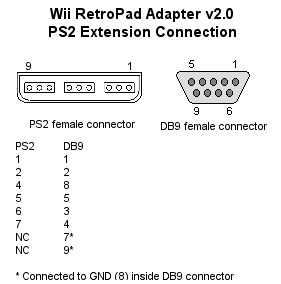 Wii RetroPad Adapter v2.0
PS2 Extension Connection
9 1
5 1
9 6
PS2 female connector
DB9 female connector
PS2 DB9
1 1
2 2
4 8
5 5
6 3
7 4
NC 7*
NC 9*
* Connected to GND (8) inside DB9 connector